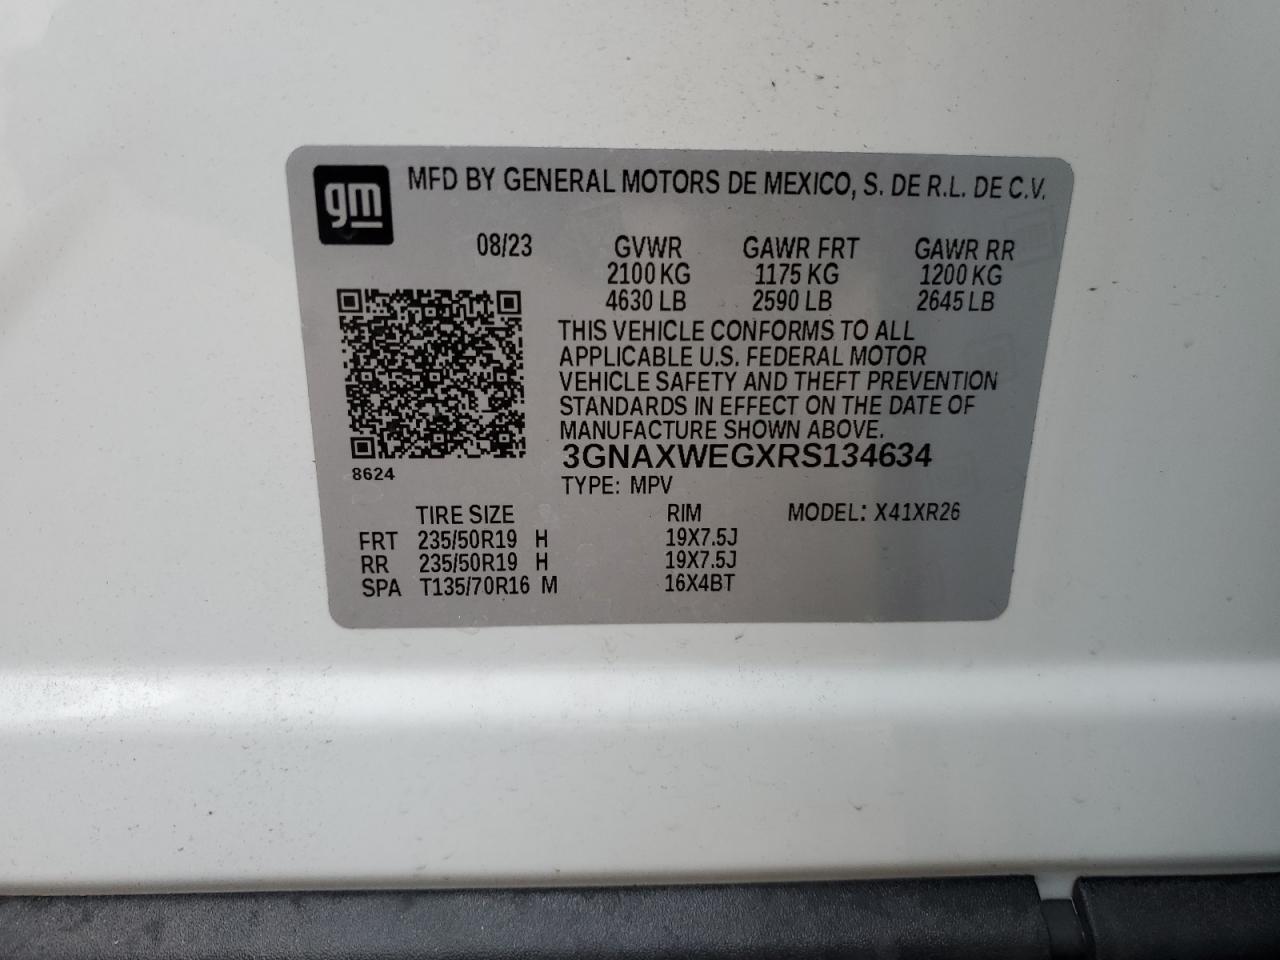 gm
MFD BY GENERAL MOTORS DE MEXICO, S. DE R.L. DE C.V.
08/23 GVWR GAWR FRT GAWR RR
2100 KG 1175 KG 1200 KG
4630 LB 2590 LB 2645 LB
THIS VEHICLE CONFORMS TO ALL
APPLICABLE U.S. FEDERAL MOTOR
VEHICLE SAFETY AND THEFT PREVENTION
STANDARDS IN EFFECT ON THE DATE OF
MANUFACTURE SHOWN ABOVE.
3GNAXWEGXRS134634
8624
TYPE: MPV
TIRE SIZE RIM MODEL: X41XR26
FRT 235/50R19 H 19X7.5J
RR 235/50R19 H 19X7.5J
SPA T135/70R16 M 16X4BT